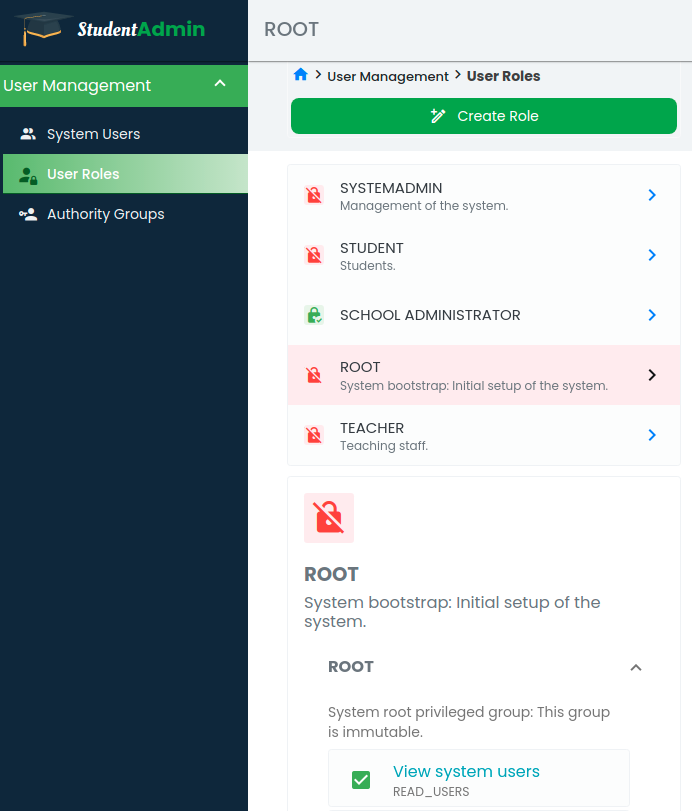 StudentAdmin
ROOT
User Management
System Users
User Roles
Authority Groups
User Management
User Roles
Create Role
SYSTEMADMIN
Management of the system.
STUDENT
Students.
SCHOOL ADMINISTRATOR
ROOT
System bootstrap: Initial setup of the system.
TEACHER
Teaching staff.
ROOT
System bootstrap: Initial setup of the
system.
ROOT
System root privileged group: This group
is immutable.
View system users
READ_USERS